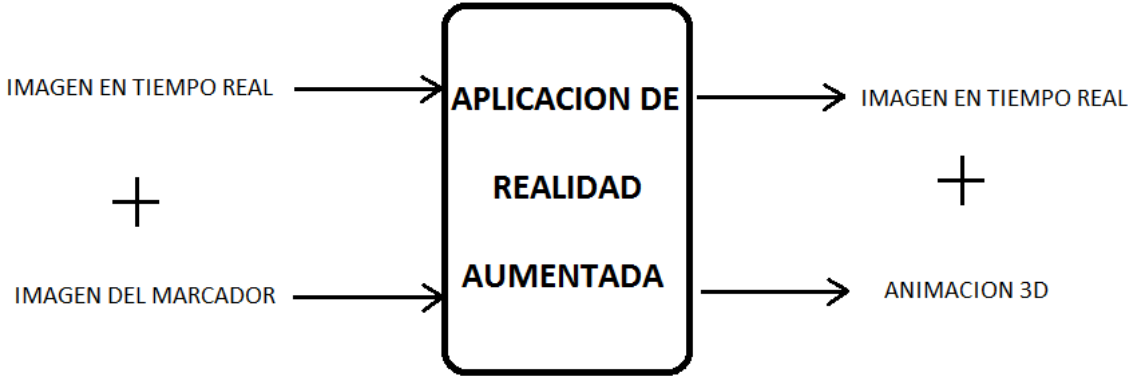 IMAGEN EN TIEMPO REAL
+
IMAGEN DEL MARCADOR
APLICACION DE
REALIDAD
AUMENTADA
IMAGEN EN TIEMPO REAL
+
ANIMACION 3D